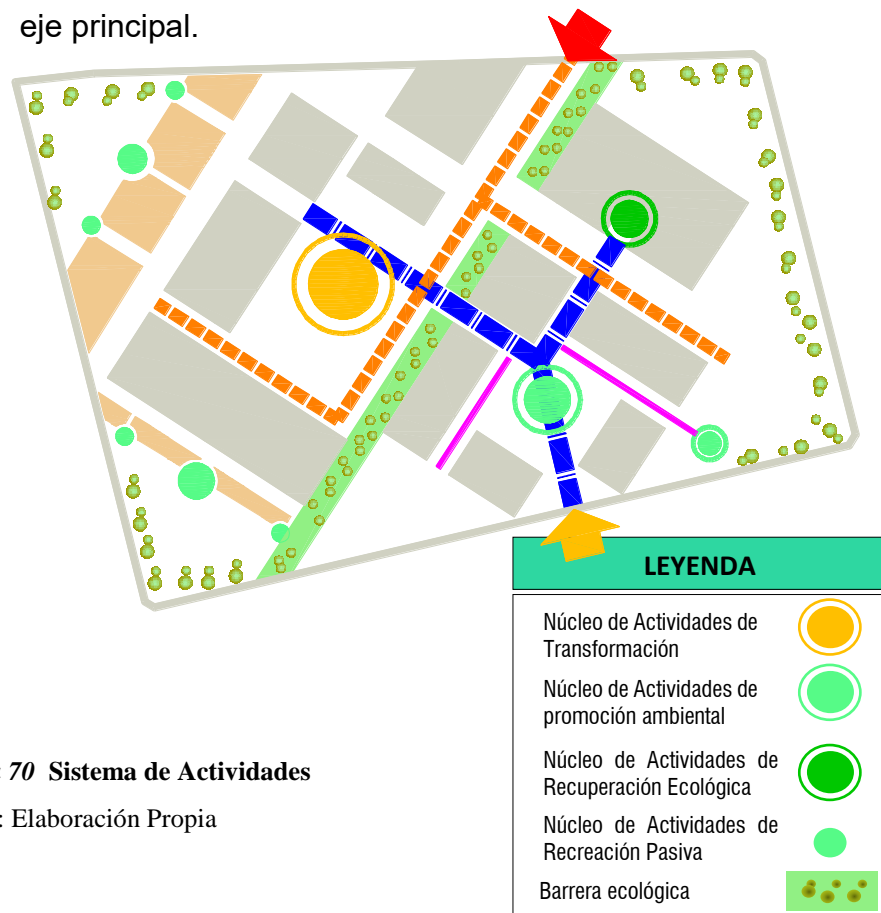 eje principal.
LEYENDA
Núcleo de Actividades de
Transformación
Núcleo de Actividades de
promoción ambiental
Núcleo de Actividades de
Recuperación Ecológica
Núcleo de Actividades de
Recreación Pasiva
Barrera ecológica
70 Sistema de Actividades
: Elaboración Propia